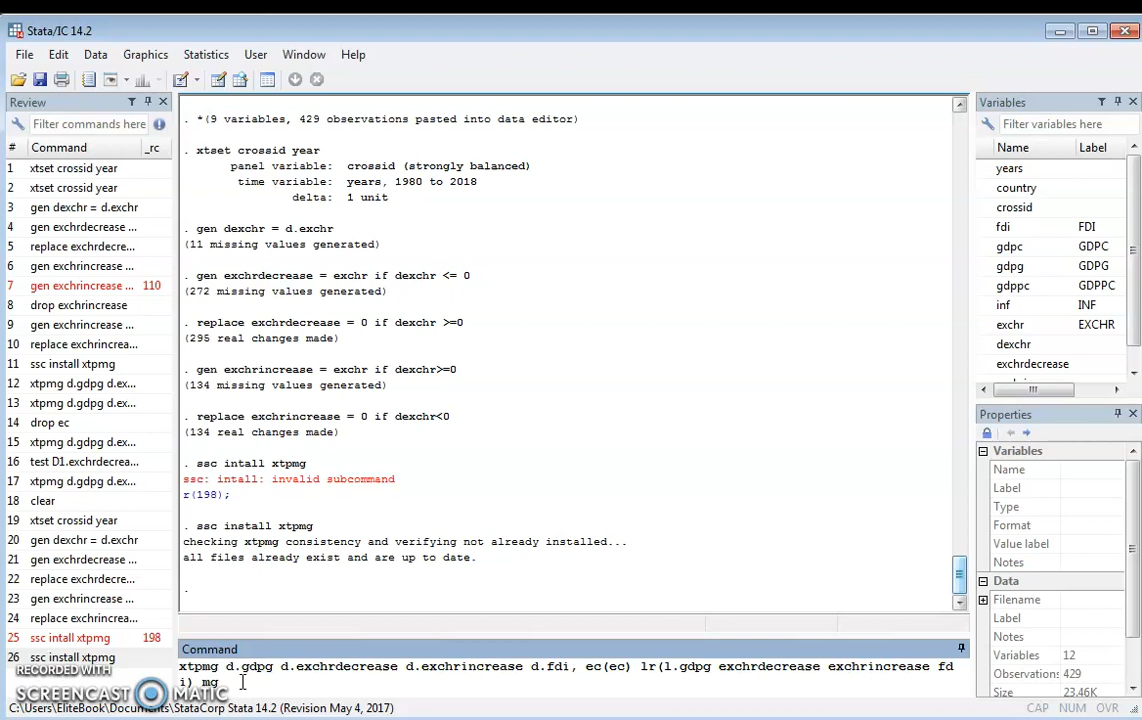 Stata/IC 14.2
File Edit Data Graphics Statistics User Window Help
Review
Filter commands here
# Command _rc
1 xtset crossid year
2 xtset crossid year
3 gen dexchr = d.exchr
4 gen exchrdecrease ...
5 replace exchrdecre...
6 gen exchrincrease ...
7 gen exchrincrease ... 110
8 drop exchrincrease
9 gen exchrincrease ...
10 replace exchrincrea...
11 ssc install xtpmg
12 xtpmg d.gdpg d.ex...
13 xtpmg d.gdpg d.ex...
14 drop ec
15 xtpmg d.gdpg d.ex...
16 test D1.exchrdecrea...
17 xtpmg d.gdpg d.ex...
18 clear
19 xtset crossid year
20 gen dexchr = d.exchr
21 gen exchrdecrease ...
22 replace exchrdecre...
23 gen exchrincrease ...
24 replace exchrincrea...
25 ssc intall xtpmg 198
26 ssc install xtpmg
. *(9 variables, 429 observations pasted into data editor)
. xtset crossid year
panel variable: crossid (strongly balanced)
time variable: years, 1980 to 2018
delta: 1 unit
. gen dexchr = d.exchr
(11 missing values generated)
. gen exchrdecrease = exchr if dexchr <= 0
(272 missing values generated)
. replace exchrdecrease = 0 if dexchr >=0
(295 real changes made)
. gen exchrincrease = exchr if dexchr>=0
(134 missing values generated)
. replace exchrincrease = 0 if dexchr<0
(134 real changes made)
. ssc intall xtpmg
ssc: intall: invalid subcommand
r(198);
. ssc install xtpmg
checking xtpmg consistency and verifying not already installed...
all files already exist and are up to date.
.
Command
xtpmg d.gdpg d.exchrdecrease d.exchrincrease d.fdi, ec(ec) lr(l.gdpg exchrdecrease exchrincrease fd
i) mg
Variables
Filter variables here
Name Label
years
country
crossid
fdi FDI
gdpc GDPC
gdpg GDPG
gdppc GDPPC
inf INF
exchr EXCHR
dexchr
exchrdecrease
Properties
Variables
Name
Label
Type
Format
Value label
Notes
Data
Filename
Label
Notes
Variables 12
Observations 429
Size 23.46K
RECORDED WITH
SCREENCAST MATIC
C:\Users\EliteBook\Documents\StataCorp Stata 14.2 (Revision May 4, 2017)
CAP NUM OVR